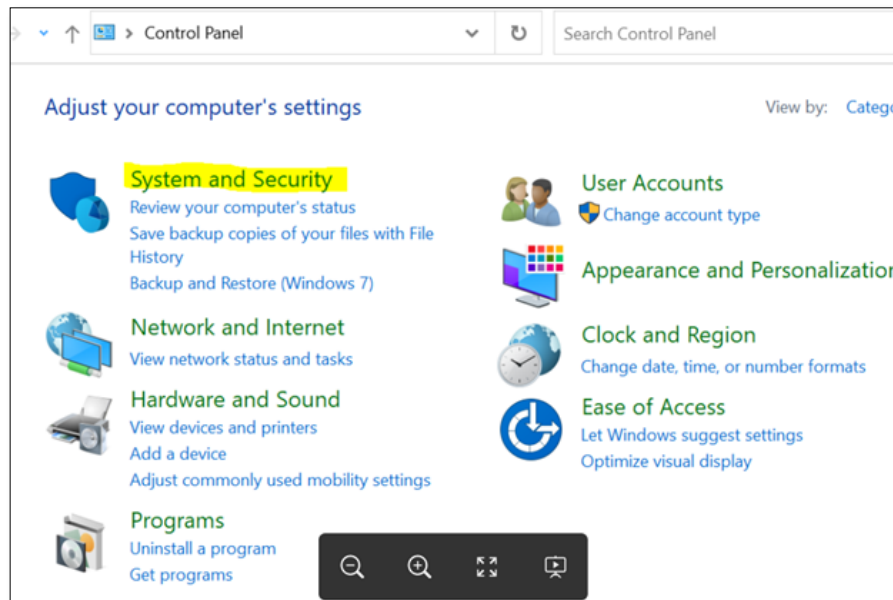 Control Panel
Search Control Panel
Adjust your computer's settings
View by:
System and Security
Review your computer's status
Save backup copies of your files with File
History
Backup and Restore (Windows 7)
Network and Internet
View network status and tasks
Hardware and Sound
View devices and printers
Add a device
Adjust commonly used mobility settings
Programs
Uninstall a program
Get programs
User Accounts
Change account type
Appearance and Personalization
Clock and Region
Change date, time, or number formats
Ease of Access
Let Windows suggest settings
Optimize visual display